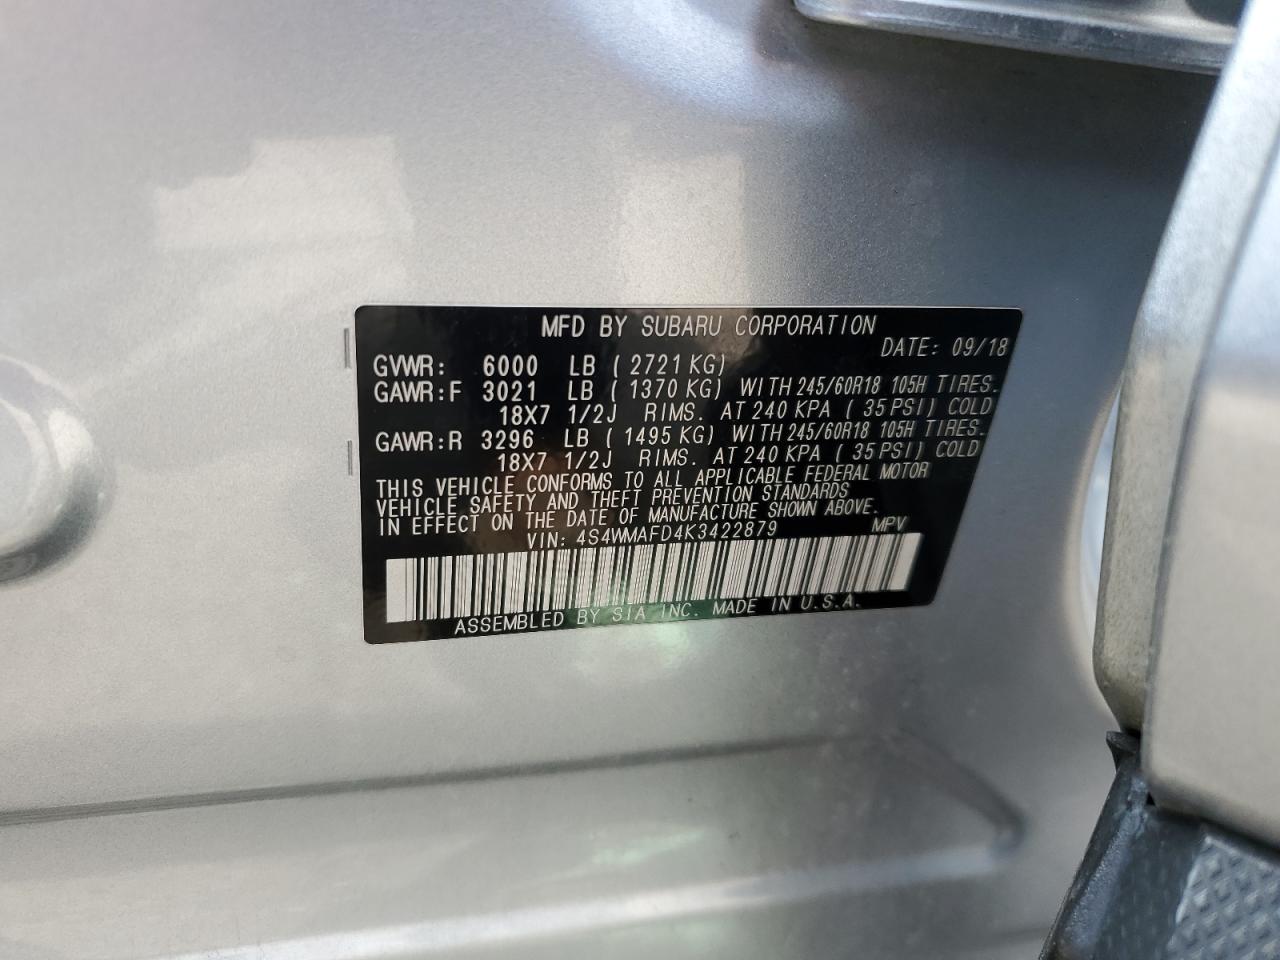 MFD BY SUBARU CORPORATION
DATE: 09/18
GVWR: 6000 LB ( 2721 KG)
GAWR:F 3021 LB ( 1370 KG) WITH 245/60R18 105H TIRES.
18X7 1/2J RIMS. AT 240 KPA ( 35 PSI) COLD
GAWR:R 3296 LB ( 1495 KG) WITH 245/60R18 105H TIRES.
18X7 1/2J RIMS. AT 240 KPA ( 35 PSI) COLD
THIS VEHICLE CONFORMS TO ALL APPLICABLE FEDERAL MOTOR
VEHICLE SAFETY AND THEFT PREVENTION STANDARDS
IN EFFECT ON THE DATE OF MANUFACTURE SHOWN ABOVE.
VIN: 4S4WMAFD4K3422879 MPV
ASSEMBLED BY SIA INC. MADE IN U.S.A.